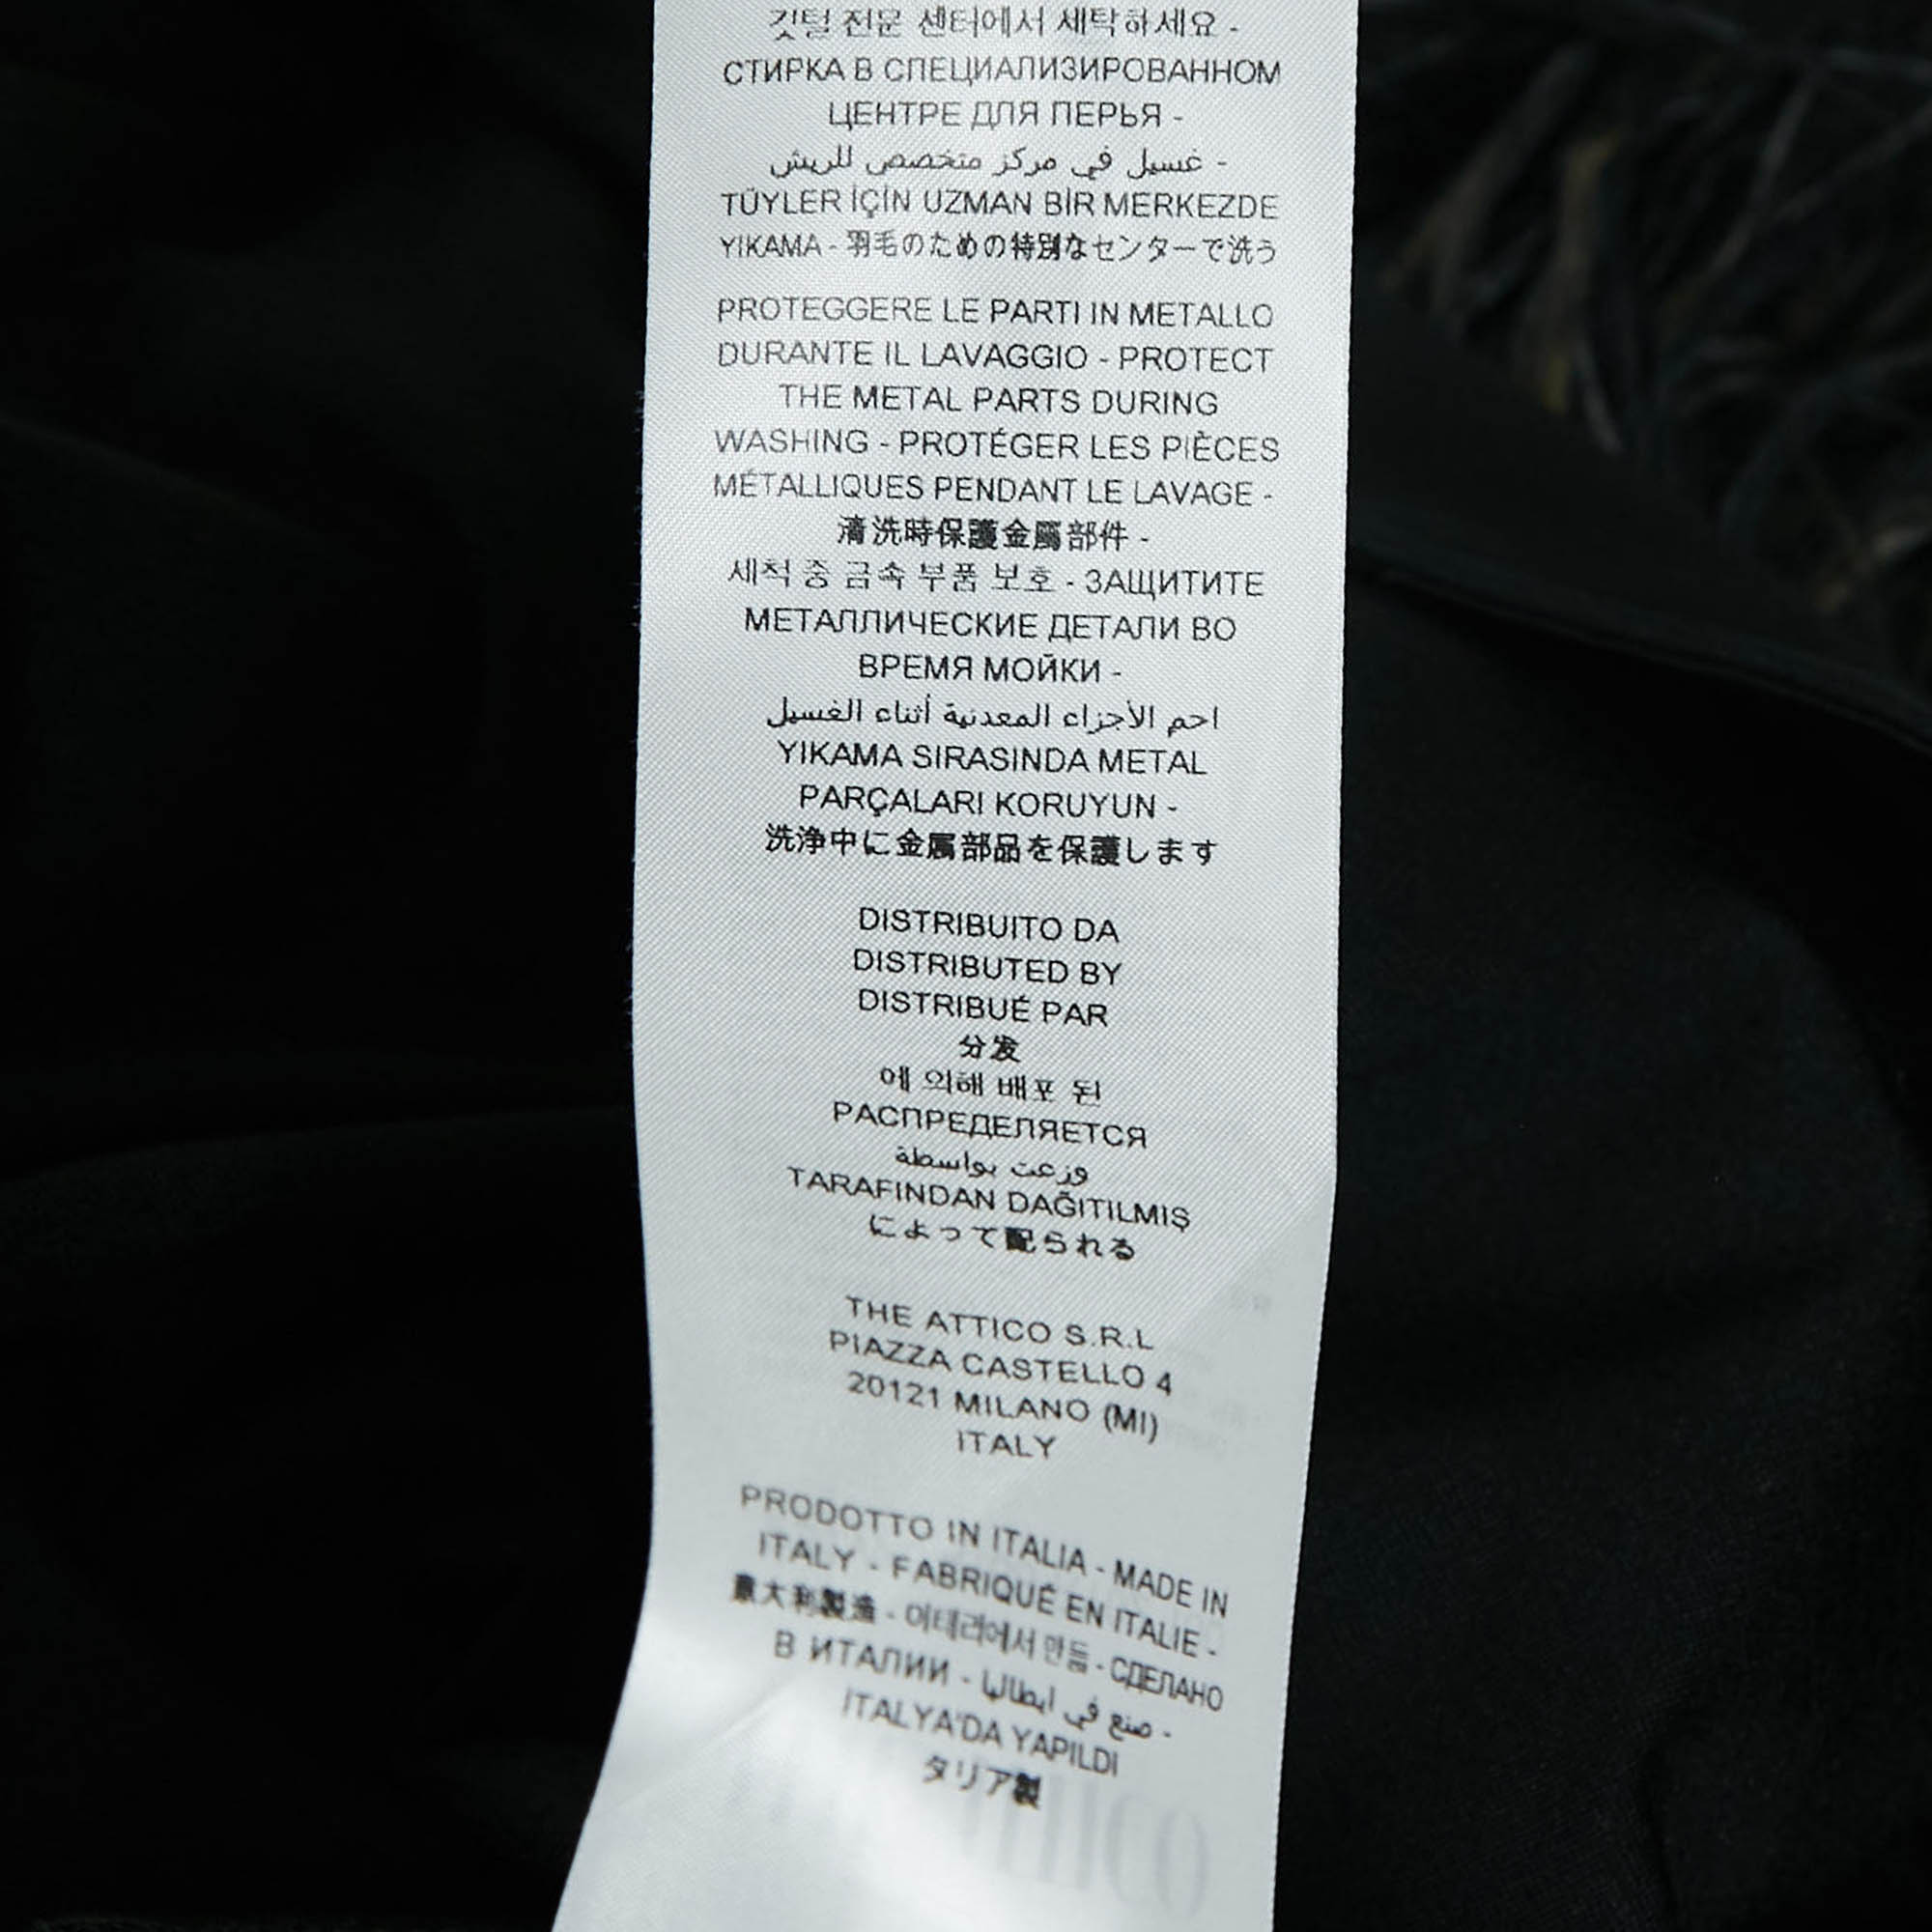 깃털 전문 센터에서 세탁하세요 -
СТИРКА В СПЕЦИАЛИЗИРОВАННОМ
ЦЕНТРЕ ДЛЯ ПЕРЬЯ -
غسيل في مركز متخصص للريش -
TÜYLER İÇİN UZMAN BİR MERKEZDE
YIKAMA - 羽毛のための特別なセンターで洗う
PROTEGGERE LE PARTI IN METALLO
DURANTE IL LAVAGGIO - PROTECT
THE METAL PARTS DURING
WASHING - PROTÉGER LES PIÈCES
MÉTALLIQUES PENDANT LE LAVAGE -
清洗時保護金屬部件 -
세척 중 금속 부품 보호 - ЗАЩИТИТЕ
МЕТАЛЛИЧЕСКИЕ ДЕТАЛИ ВО
ВРЕМЯ МОЙКИ -
احم الأجزاء المعدنية أثناء الغسيل
YIKAMA SIRASINDA METAL
PARÇALARI KORUYUN -
洗浄中に金属部品を保護します
DISTRIBUITO DA
DISTRIBUTED BY
DISTRIBUÉ PAR
分发
에 의해 배포 된
РАСПРЕДЕЛЯЕТСЯ
وزعت بواسطة
TARAFINDAN DAĞITILMIŞ
によって配られる
THE ATTICO S.R.L
PIAZZA CASTELLO 4
20121 MILANO (MI)
ITALY
PRODOTTO IN ITALIA - MADE IN
ITALY - FABRIQUÉ EN ITALIE -
意大利製造 - 이태리에서 만듬 - СДЕЛАНО
В ИТАЛИИ - صنع في ايطاليا -
ITALYA'DA YAPILDI
タリア製